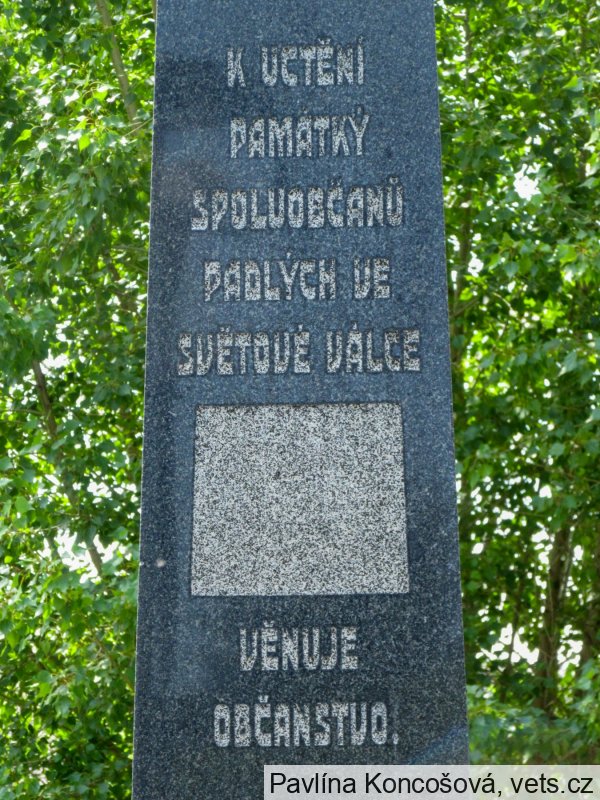 K UCTĚNÍ
PAMÁTKY
SPOLUOBČANŮ
PADLÝCH VE
SVĚTOVÉ VÁLCE
VĚNUJE
OBČANSTVO.
Pavlína Koncošová, vets.cz